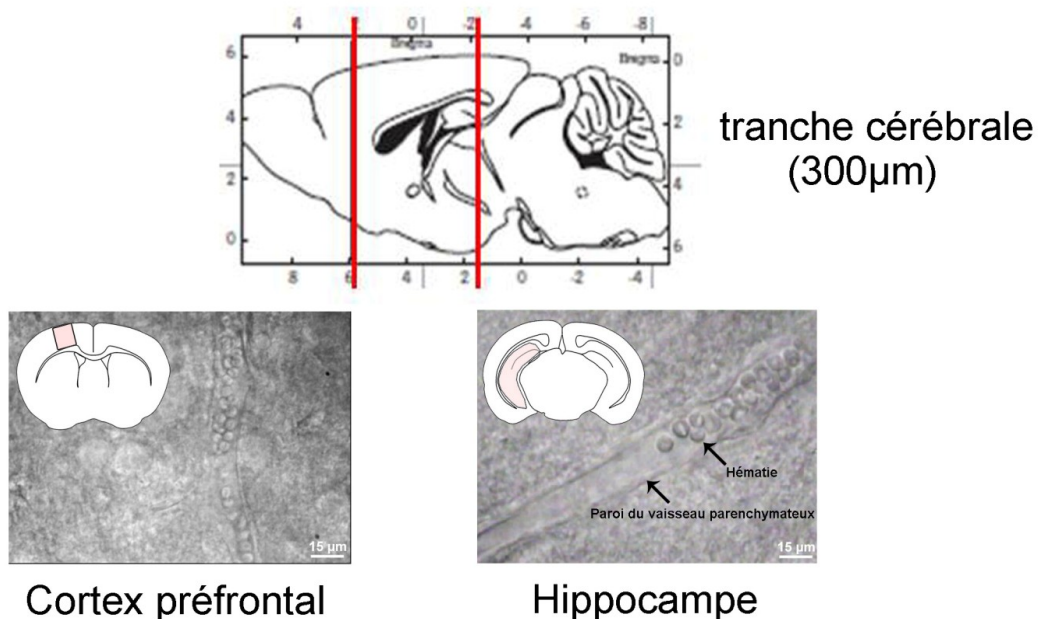 4 0 -2 -4 -6 -8
Bregma
Bregma
6
4
2
0
0
2
4
6
8 6 4 2 0 -2 -4
tranche cérébrale
(300µm)
Hématie
Paroi du vaisseau parenchymateux
15 µm
15 µm
Cortex préfrontal
Hippocampe